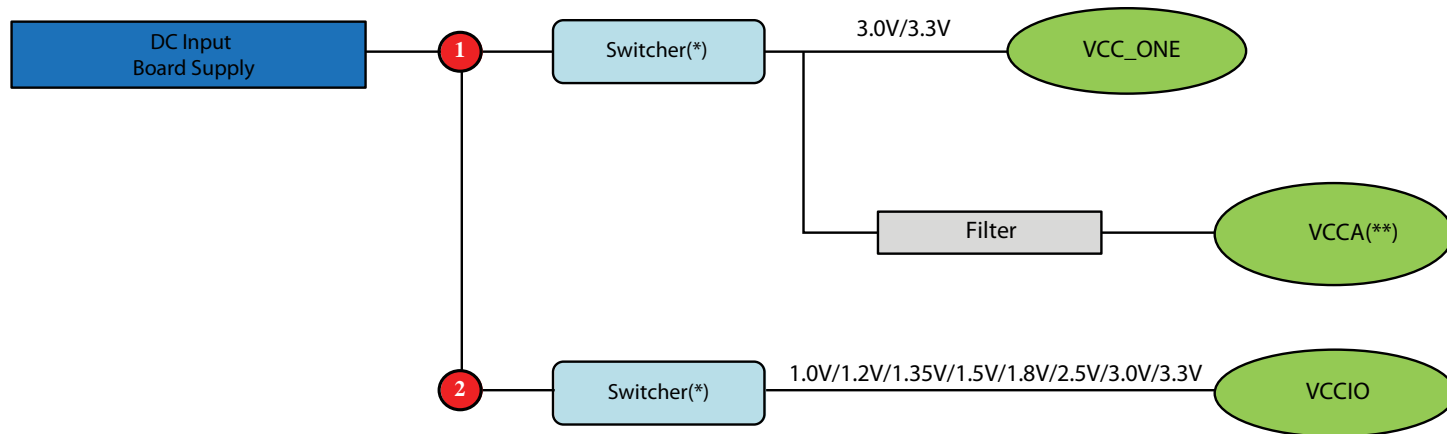 DC Input
Board Supply
1
Switcher(*)
3.0V/3.3V
VCC_ONE
Filter
VCCA(**)
2
Switcher(*)
1.0V/1.2V/1.35V/1.5V/1.8V/2.5V/3.0V/3.3V
VCCIO